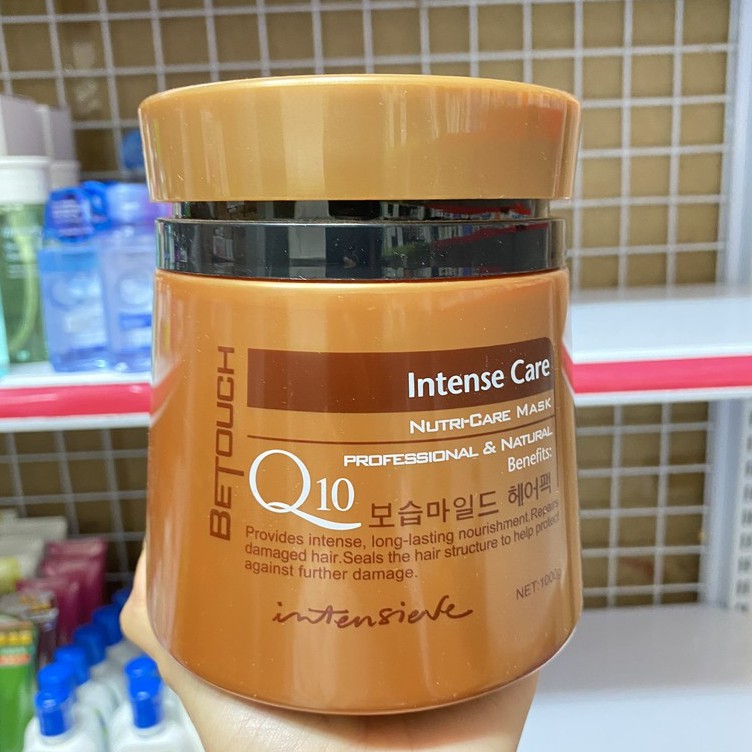 BETOUCH
Intense Care
NUTRI-CARE MASK
PROFESSIONAL & NATURAL
Benefits:
Q10
보습마일드 헤어팩
Provides intense, long-lasting nourishment.Repairs
damaged hair.Seals the hair structure to help protect
against further damage.
intensieve
NET:1000g